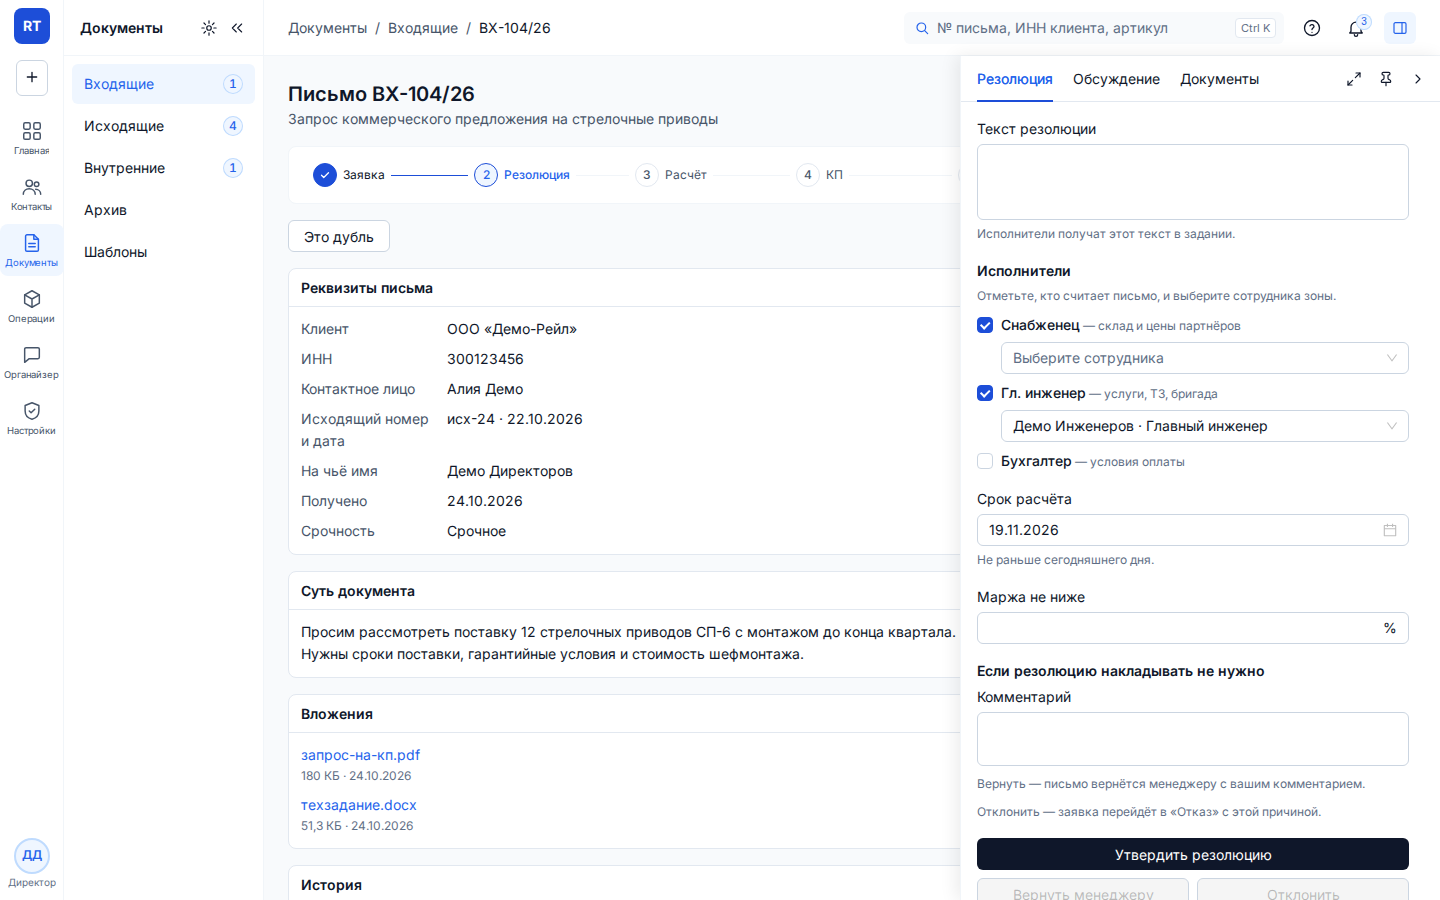 RT
Главная
Контакты
Документы
Операции
Органайзер
Настройки
ДД
Директор
Документы
Входящие 1
Исходящие 4
Внутренние 1
Архив
Шаблоны
Документы / Входящие / ВХ-104/26
№ письма, ИНН клиента, артикул Ctrl K
3
Письмо ВХ-104/26
Запрос коммерческого предложения на стрелочные приводы
Заявка 2 Резолюция 3 Расчёт 4 КП
Это дубль
Реквизиты письма
Клиент ООО «Демо-Рейл»
ИНН 300123456
Контактное лицо Алия Демо
Исходящий номер и дата исх-24 · 22.10.2026
На чьё имя Демо Директоров
Получено 24.10.2026
Срочность Срочное
Суть документа
Просим рассмотреть поставку 12 стрелочных приводов СП-6 с монтажом до конца квартала.
Нужны сроки поставки, гарантийные условия и стоимость шефмонтажа.
Вложения
запрос-на-кп.pdf
180 КБ · 24.10.2026
техзадание.docx
51,3 КБ · 24.10.2026
История
Резолюция Обсуждение Документы
Текст резолюции
Исполнители получат этот текст в задании.
Исполнители
Отметьте, кто считает письмо, и выберите сотрудника зоны.
Снабженец — склад и цены партнёров
Выберите сотрудника
Гл. инженер — услуги, ТЗ, бригада
Демо Инженеров · Главный инженер
Бухгалтер — условия оплаты
Срок расчёта
19.11.2026
Не раньше сегодняшнего дня.
Маржа не ниже
%
Если резолюцию накладывать не нужно
Комментарий
Вернуть — письмо вернётся менеджеру с вашим комментарием.
Отклонить — заявка перейдёт в «Отказ» с этой причиной.
Утвердить резолюцию
Вернуть менеджеру Отклонить